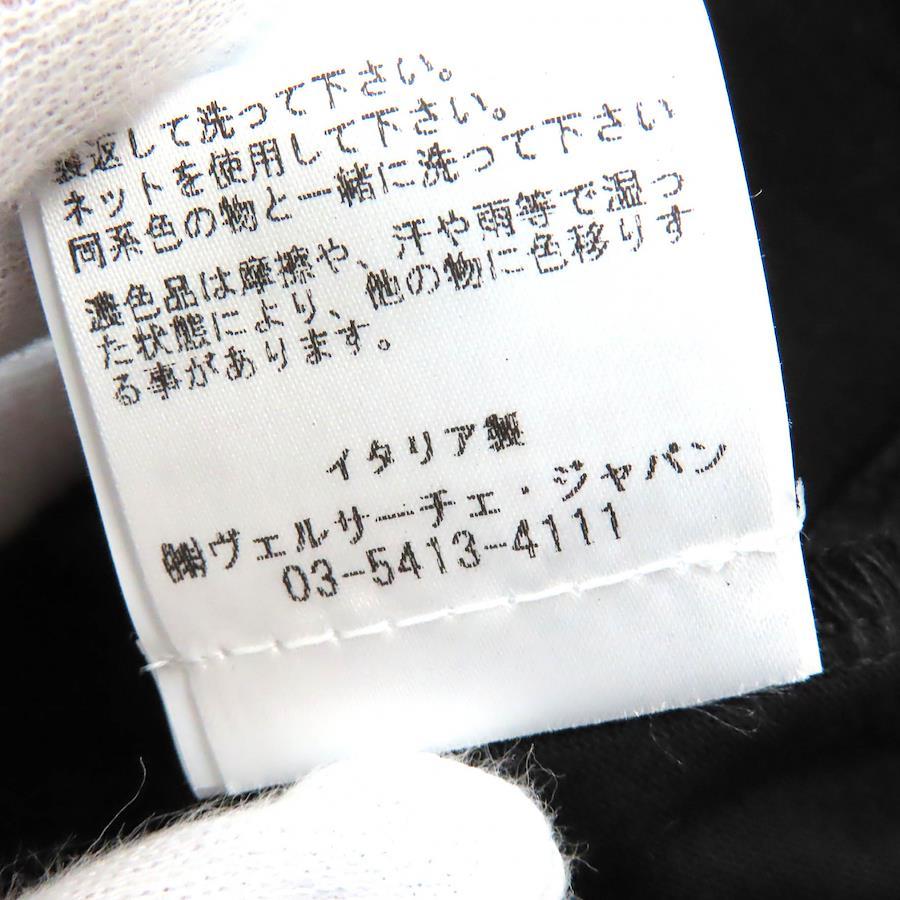 裏返して洗って下さい。
ネットを使用して下さい。
同系色の物と一緒に洗って下さい
濃色品は摩擦や、汗や雨等で湿っ
た状態により、他の物に色移りす
る事があります。
イタリア製
㈱ヴェルサーチェ・ジャパン
03-5413-4111